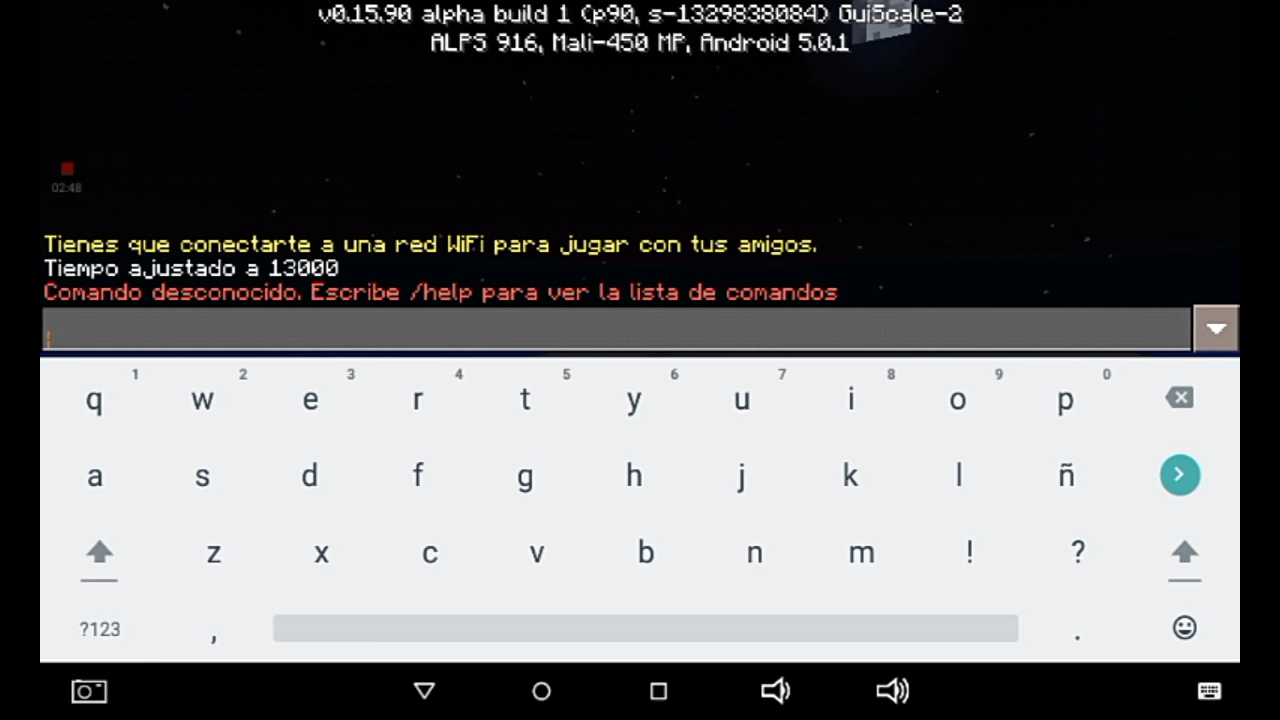 v0.15.90 alpha build 1 (p90, s-1329838084) GuiScale-2
ALPS 916, Mali-450 MP, Android 5.0.1
02:48
Tienes que conectarte a una red WiFi para jugar con tus amigos.
Tiempo ajustado a 13000
Comando desconocido. Escribe /help para ver la lista de comandos
1 2 3 4 5 6 7 8 9 0
q w e r t y u i o p
a s d f g h j k l ñ
z x c v b n m ! ?
?123 , .